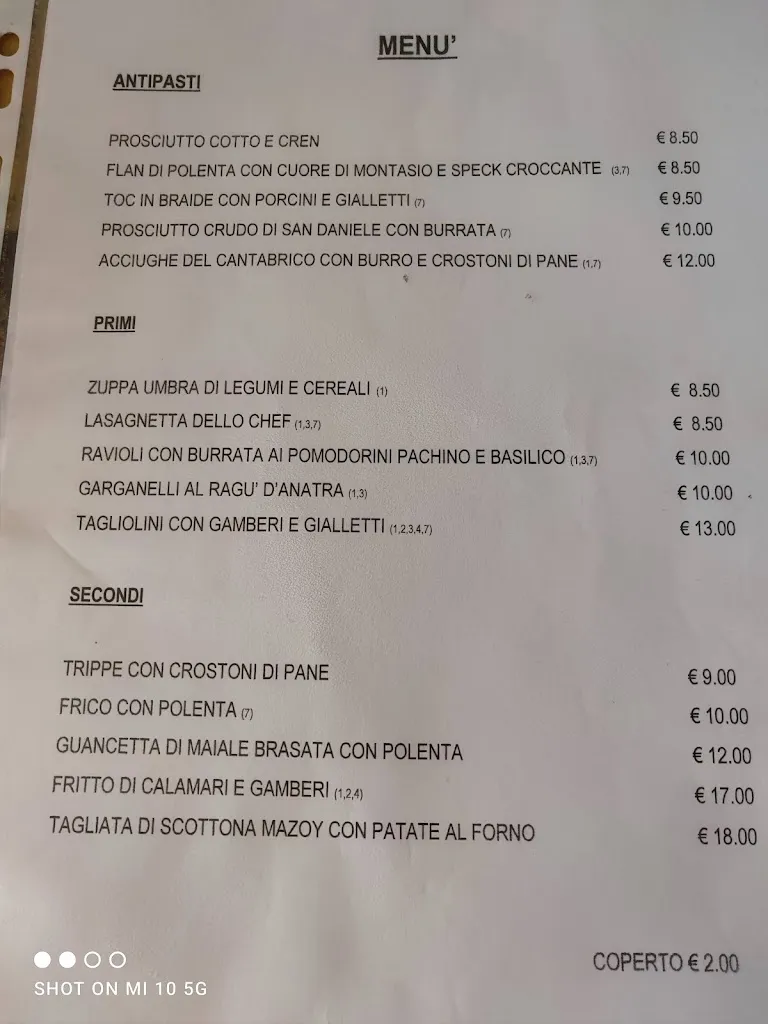 MENU'
ANTIPASTI
PROSCIUTTO COTTO E CREN € 8.50
FLAN DI POLENTA CON CUORE DI MONTASIO E SPECK CROCCANTE (3,7) € 8.50
TOC IN BRAIDE CON PORCINI E GIALLETTI (7) € 9.50
PROSCIUTTO CRUDO DI SAN DANIELE CON BURRATA (7) € 10.00
ACCIUGHE DEL CANTABRICO CON BURRO E CROSTONI DI PANE (1,7) € 12.00
PRIMI
ZUPPA UMBRA DI LEGUMI E CEREALI (1) € 8.50
LASAGNETTA DELLO CHEF (1,3,7) € 8.50
RAVIOLI CON BURRATA AI POMODORINI PACHINO E BASILICO (1,3,7) € 10.00
GARGANELLI AL RAGU' D'ANATRA (1,3) € 10.00
TAGLIOLINI CON GAMBERI E GIALLETTI (1,2,3,4,7) € 13.00
SECONDI
TRIPPE CON CROSTONI DI PANE € 9.00
FRICO CON POLENTA (7) € 10.00
GUANCETTA DI MAIALE BRASATA CON POLENTA € 12.00
FRITTO DI CALAMARI E GAMBERI (1,2,4) € 17.00
TAGLIATA DI SCOTTONA MAZOY CON PATATE AL FORNO € 18.00
COPERTO € 2.00
SHOT ON MI 10 5G